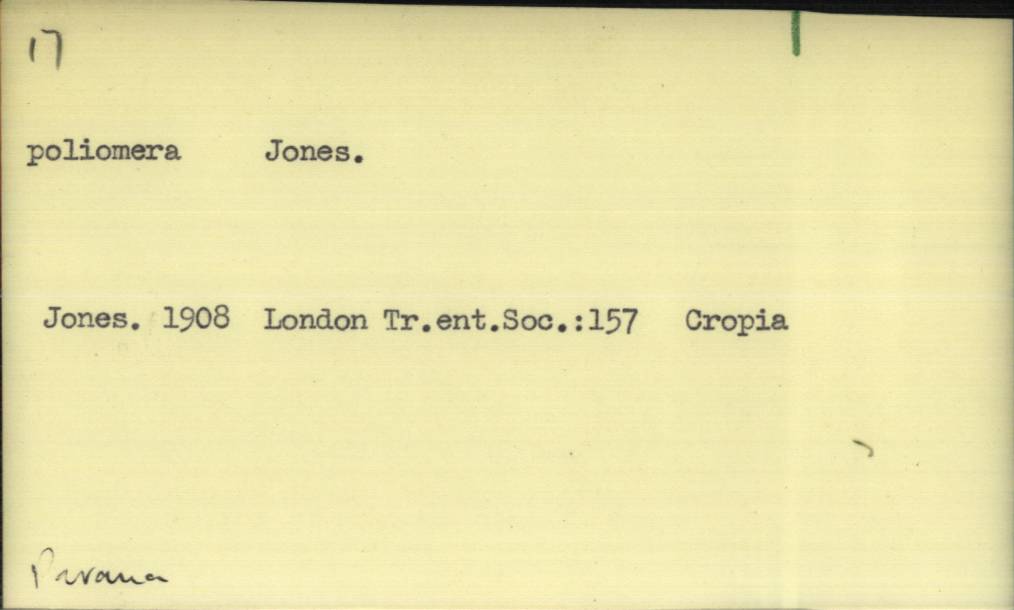 17
poliomera Jones.
Jones. 1908 London Tr.ent.Soc.:157 Cropia
Parana